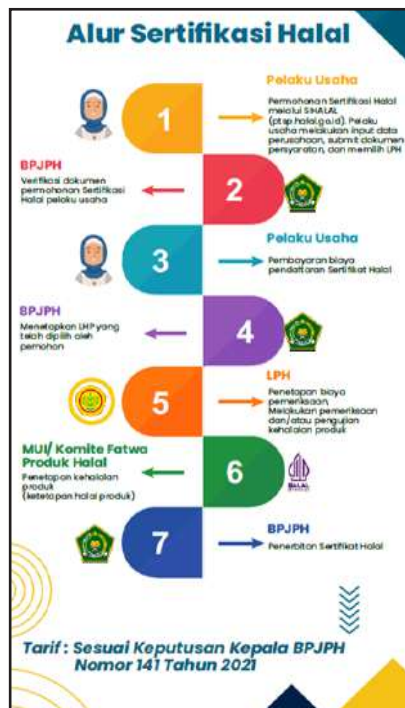 Alur Sertifikasi Halal
1
Pelaku Usaha
Permohonan Sertifikasi Halal
melalui SIHALAL
(ptsp.halal.go.id). Pelaku
usaha melakukan input data
perusahaan, submit dokumen
persyaratan, dan memilih LPH
BPJPH
Verifikasi dokumen
permohonan Sertifikasi
Halal pelaku usaha
2
3
Pelaku Usaha
Pembayaran biaya
pendaftaran Sertifikat Halal
BPJPH
Menetapkan LHP yang
telah dipilih oleh
pemohon
4
5
LPH
Penetapan biaya
pemeriksaan,
Melakukan pemeriksaan
dan/atau pengujian
kehalalan produk
MUI/ Komite Fatwa
Produk Halal
Penetapan kehalalan
produk
(ketetapan halal produk)
6
HALAL
7
BPJPH
Penerbitan Sertifikat Halal
Tarif : Sesuai Keputusan Kepala BPJPH
Nomor 141 Tahun 2021